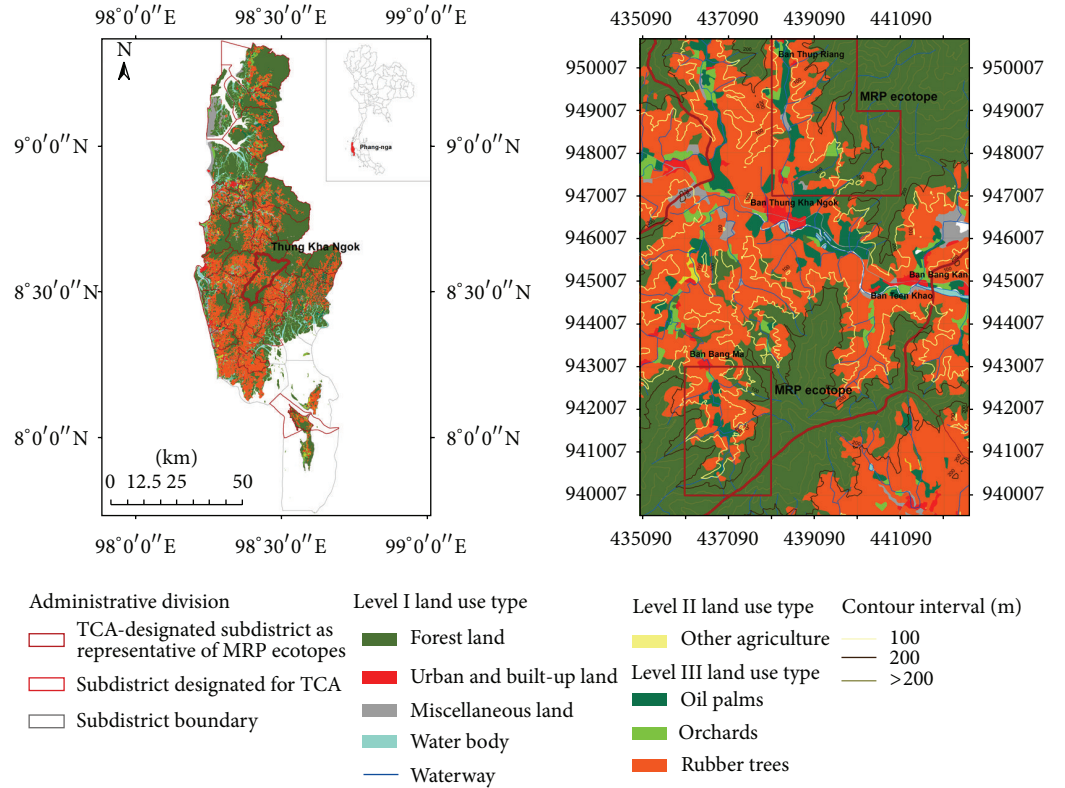 98°0′0″E 98°30′0″E 99°0′0″E
N
9°0′0″N
8°30′0″N
8°0′0″N
9°0′0″N
8°30′0″N
8°0′0″N
Phang-nga
Thung Kha Ngok
(km)
0 12.5 25 50
98°0′0″E 98°30′0″E 99°0′0″E
435090 437090 439090 441090
950007
949007
948007
947007
946007
945007
944007
943007
942007
941007
940007
950007
949007
948007
947007
946007
945007
944007
943007
942007
941007
940007
Ban Thup Riang
MRP ecotope
Ban Thung Kha Ngok
Ban Bang Kan
Ban Teen Khao
Ban Bang Ma
MRP ecotope
435090 437090 439090 441090
Administrative division
TCA-designated subdistrict as
representative of MRP ecotopes
Subdistrict designated for TCA
Subdistrict boundary
Level I land use type
Forest land
Urban and built-up land
Miscellaneous land
Water body
Waterway
Level II land use type
Other agriculture
Level III land use type
Oil palms
Orchards
Rubber trees
Contour interval (m)
100
200
>200